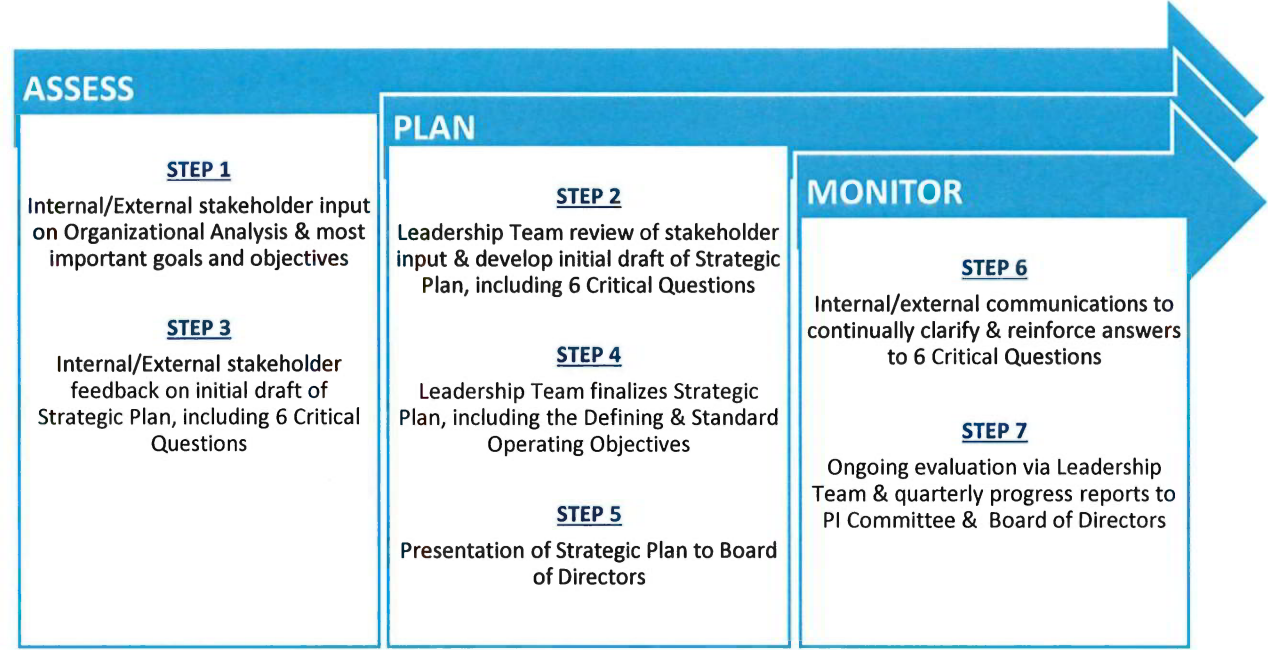 ASSESS
STEP 1
Internal/External stakeholder input
on Organizational Analysis & most
important goals and objectives
STEP 3
Internal/External stakeholder
feedback on initial draft of
Strategic Plan, including 6 Critical
Questions
PLAN
STEP 2
Leadership Team review of stakeholder
input & develop initial draft of Strategic
Plan, including 6 Critical Questions
STEP 4
Leadership Team finalizes Strategic
Plan, including the Defining & Standard
Operating Objectives
STEP 5
Presentation of Strategic Plan to Board
of Directors
MONITOR
STEP 6
Internal/external communications to
continually clarify & reinforce answers
to 6 Critical Questions
STEP 7
Ongoing evaluation via Leadership
Team & quarterly progress reports to
PI Committee & Board of Directors